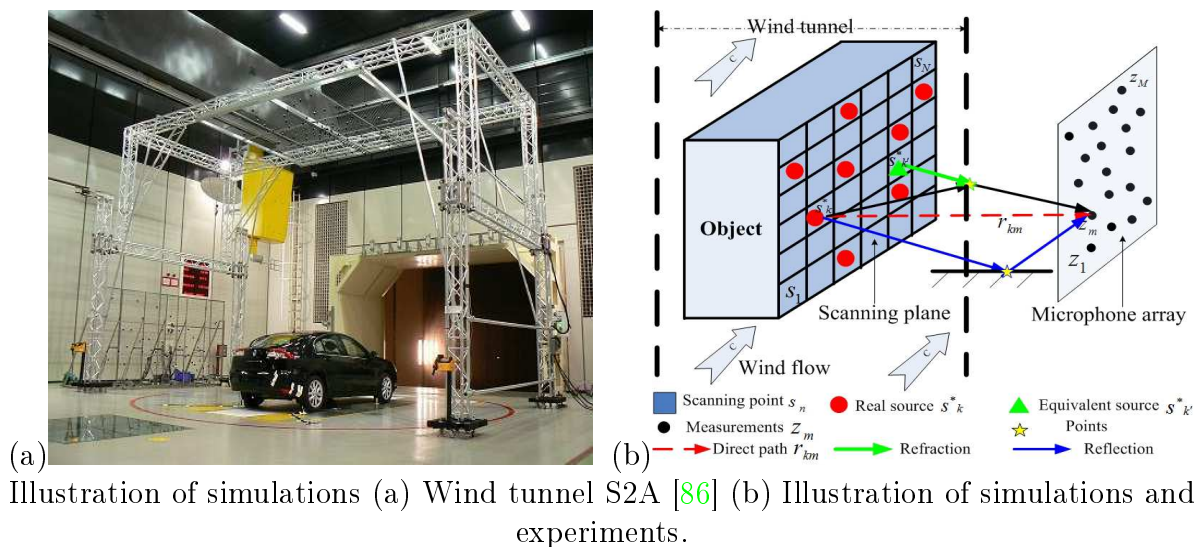 Wind tunnel
c
s_N
z_M
s*_k'
Object
s*_k
r_km
z_m
z_1
s_1
Scanning plane
Microphone array
c
c
Wind flow
Scanning point s_n
Real source s*_k
Equivalent source s*_k'
Measurements z_m
Points
Direct path r_km
Refraction
Reflection
(a)
(b)
Illustration of simulations (a) Wind tunnel S2A [86] (b) Illustration of simulations and
experiments.